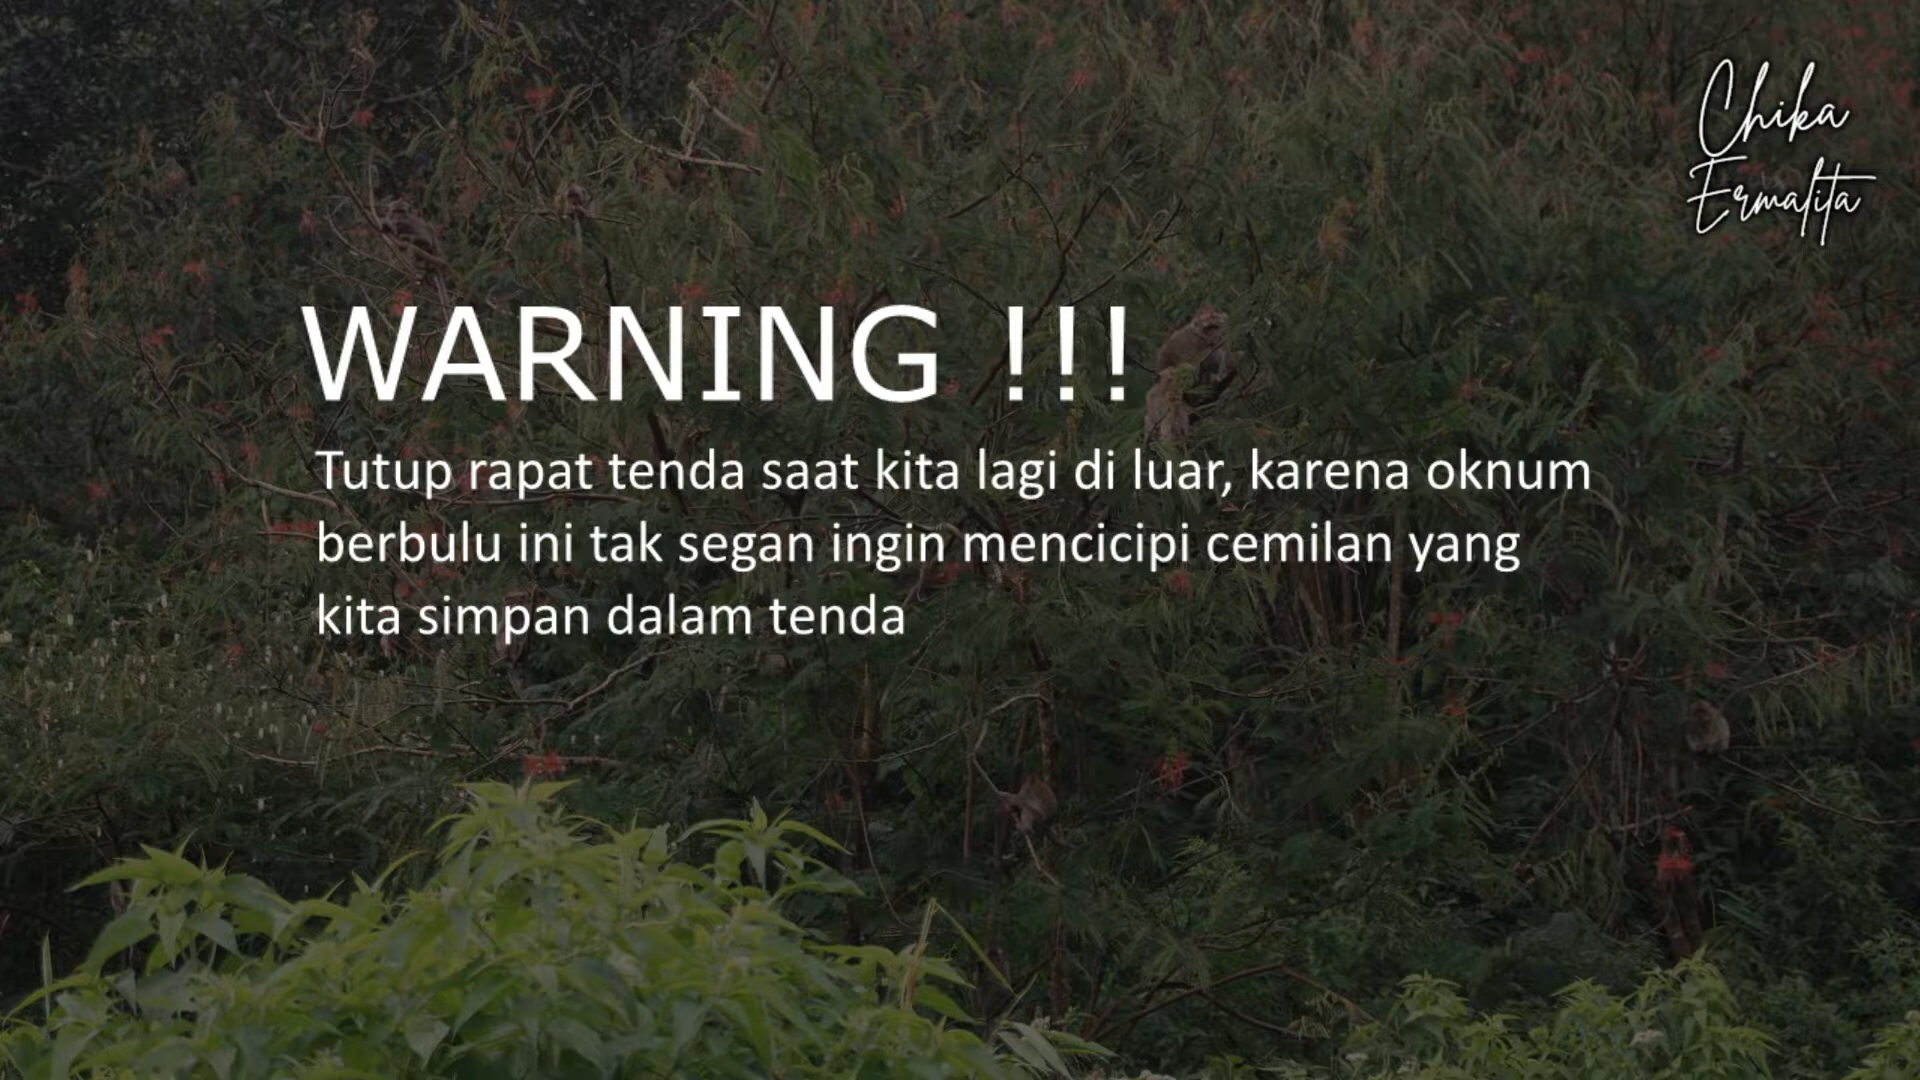 Chika
Ermalita
WARNING !!!
Tutup rapat tenda saat kita lagi di luar, karena oknum
berbulu ini tak segan ingin mencicipi cemilan yang
kita simpan dalam tenda